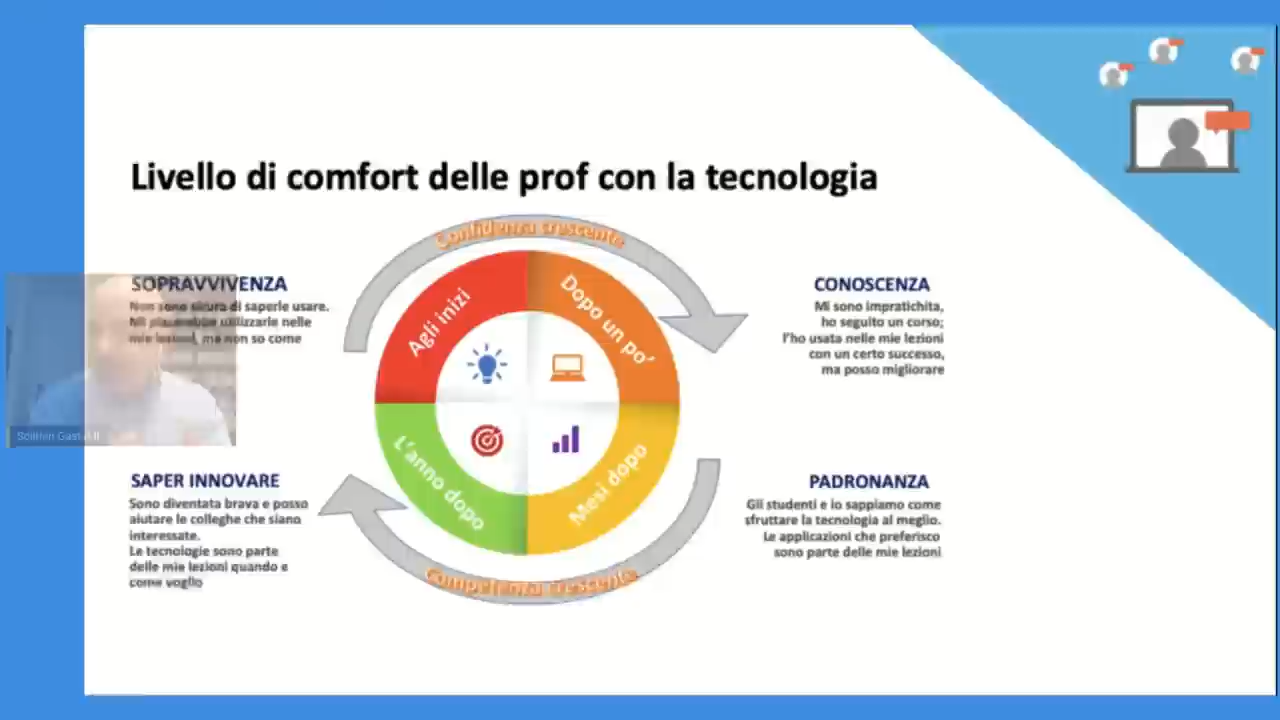 Livello di comfort delle prof con la tecnologia
Confidenza crescente
SOPRAVVIVENZA
Non sono sicura di saperle usare.
Mi piacerebbe utilizzarle nelle
mie lezioni, ma non so come
Agli inizi
Dopo un po'
CONOSCENZA
Mi sono impratichita,
ho seguito un corso;
l'ho usata nelle mie lezioni
con un certo successo,
ma posso migliorare
SAPER INNOVARE
Sono diventata brava e posso
aiutare le colleghe che siano
interessate.
Le tecnologie sono parte
delle mie lezioni quando e
come voglio
L'anno dopo
Mesi dopo
PADRONANZA
Gli studenti e io sappiamo come
sfruttare la tecnologia al meglio.
Le applicazioni che preferisco
sono parte delle mie lezioni
Competenza crescente